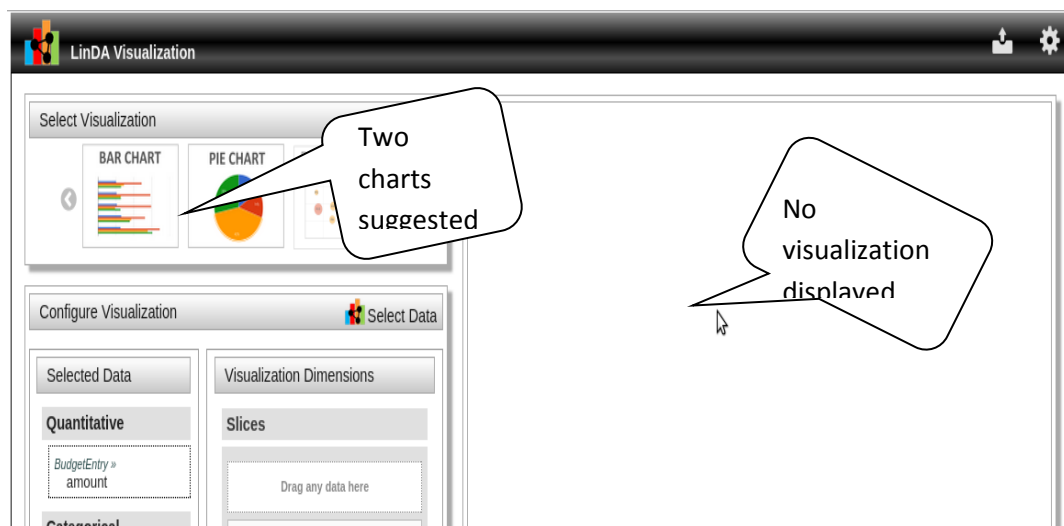 LinDA Visualization
Select Visualization
BAR CHART
PIE CHART
Two
charts
suggested
No
visualization
displayed
Configure Visualization
Select Data
Selected Data
Visualization Dimensions
Quantitative
Slices
BudgetEntry »
amount
Drag any data here
Categorical